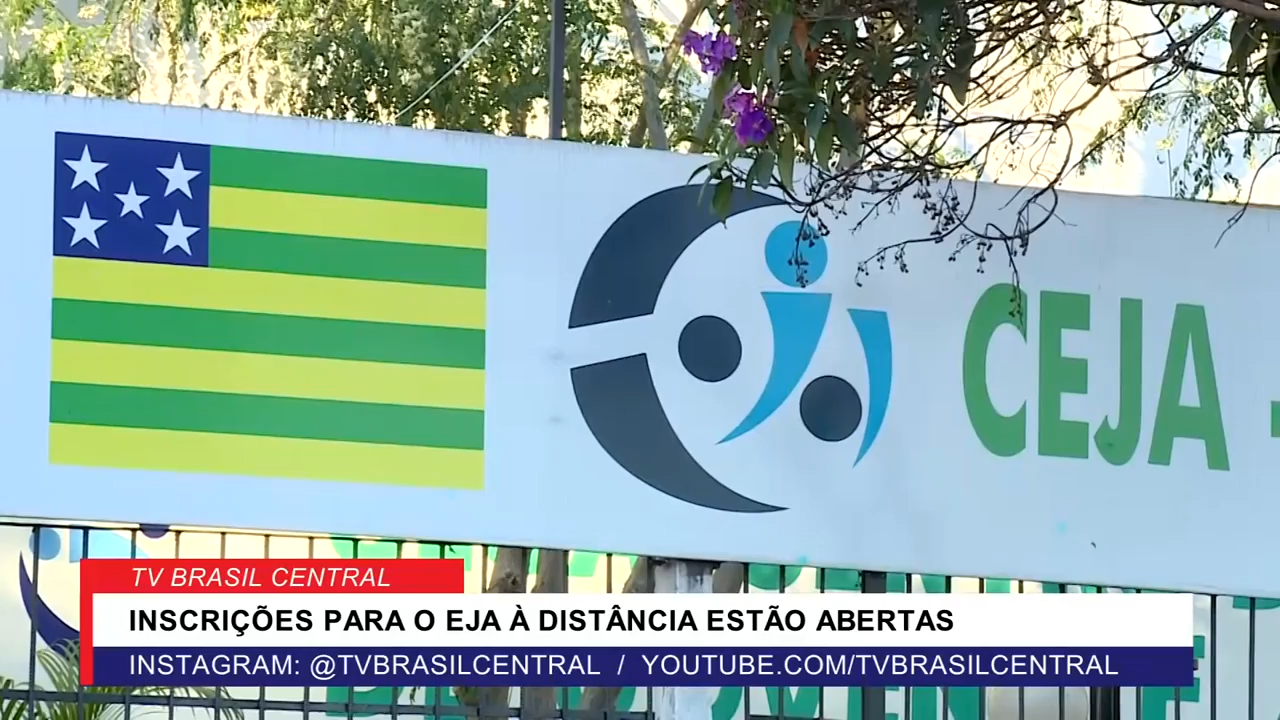 CEJA -
TV BRASIL CENTRAL
INSCRIÇÕES PARA O EJA À DISTÂNCIA ESTÃO ABERTAS
INSTAGRAM: @TVBRASILCENTRAL / YOUTUBE.COM/TVBRASILCENTRAL